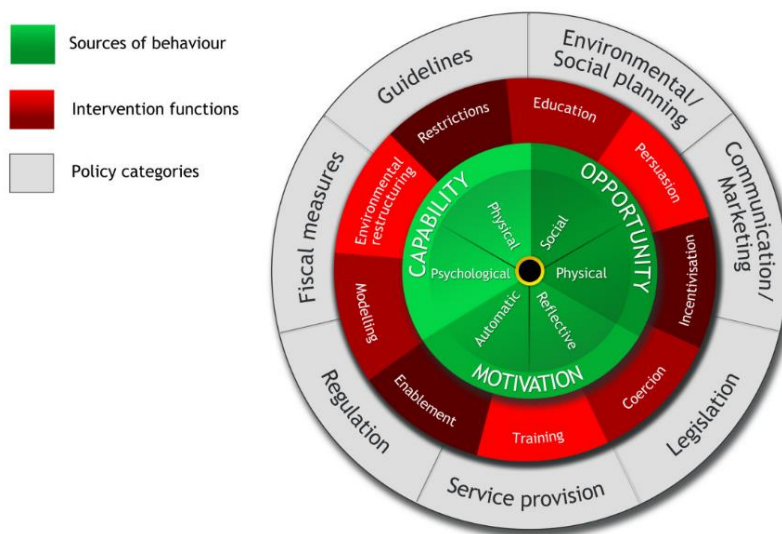 Sources of behaviour
Intervention functions
Policy categories
Guidelines
Environmental/
Social planning
Communication/
Marketing
Legislation
Service provision
Regulation
Fiscal measures
Restrictions
Education
Persuasion
Incentivisation
Coercion
Training
Enablement
Modelling
Environmental
restructuring
CAPABILITY
OPPORTUNITY
MOTIVATION
Physical
Social
Physical
Reflective
Automatic
Psychological